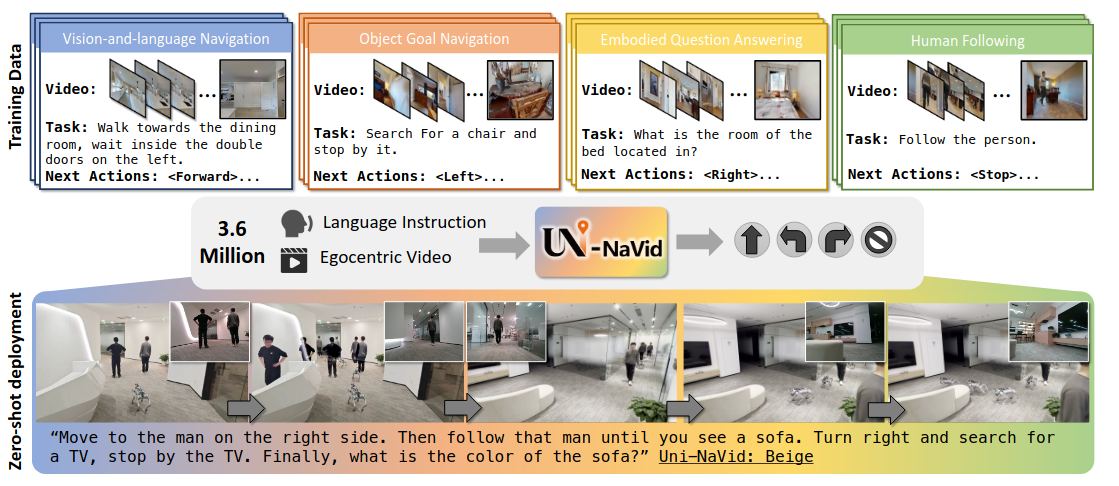 Training Data
Vision-and-language Navigation
Video:
...
Task: Walk towards the dining
room, wait inside the double
doors on the left.
Next Actions: <Forward>...
Object Goal Navigation
Video:
...
Task: Search For a chair and
stop by it.
Next Actions: <Left>...
Embodied Question Answering
Video:
...
Task: What is the room of the
bed located in?
Next Actions: <Right>...
Human Following
Video:
...
Task: Follow the person.
Next Actions: <Stop>...
3.6
Million
Language Instruction
Egocentric Video
UNi-NaVid
Zero-shot deployment
“Move to the man on the right side. Then follow that man until you see a sofa. Turn right and search for
a TV, stop by the TV. Finally, what is the color of the sofa?” Uni-NaVid: Beige